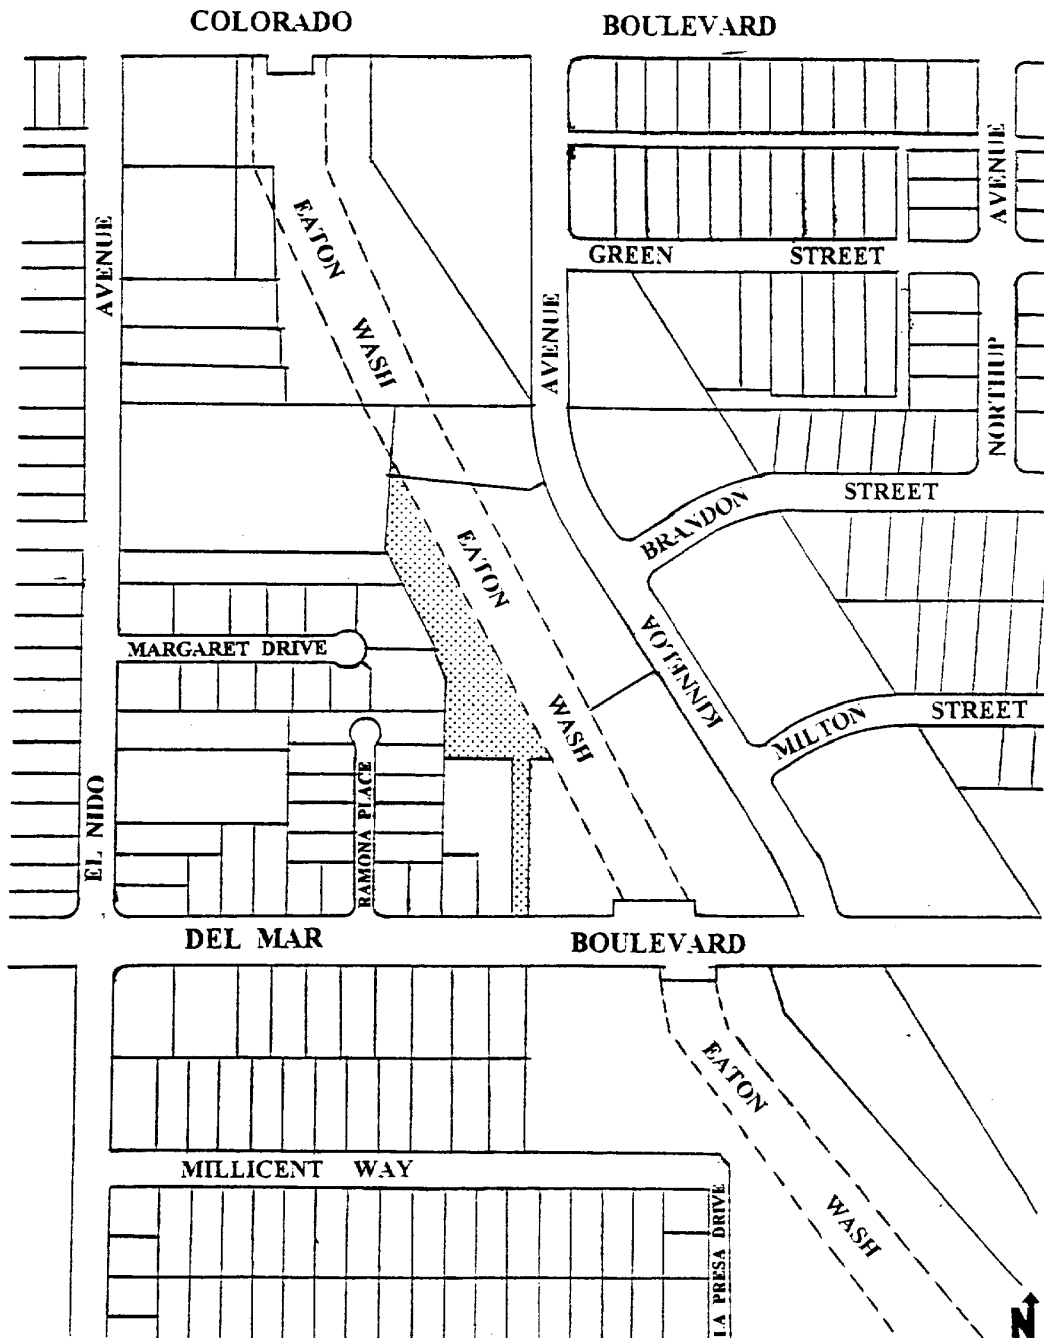 COLORADO BOULEVARD
AVENUE
AVENUE
EATON
GREEN STREET
WASH
AVENUE
NORTHUP
STREET
BRANDON
EATON
KINNELOA
MARGARET DRIVE
WASH
MILTON
STREET
EL NIDO
RAMONA PLACE
DEL MAR BOULEVARD
EATON
MILLICENT WAY
WASH
LA PRESA DRIVE
N